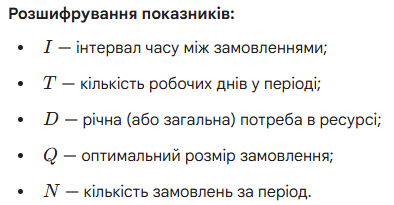 Розшифрування показників:
• I — інтервал часу між замовленнями;
• T — кількість робочих днів у періоді;
• D — річна (або загальна) потреба в ресурсі;
• Q — оптимальний розмір замовлення;
• N — кількість замовлень за період.